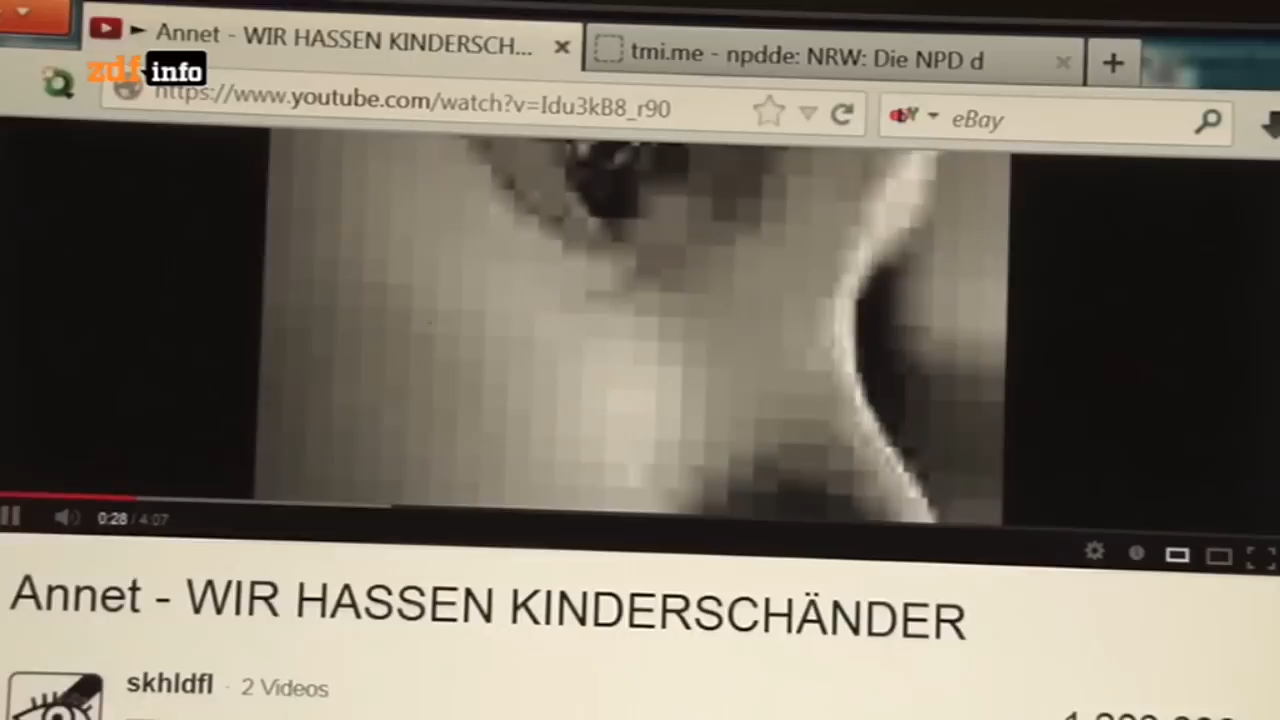 Annet - WIR HASSEN KINDERSCH...
tmi.me - npdde: NRW: Die NPD d
zdf info
https://www.youtube.com/watch?v=Idu3kB8_r90
eBay
0:28 / 4:07
Annet - WIR HASSEN KINDERSCHÄNDER
skhldfl · 2 Videos